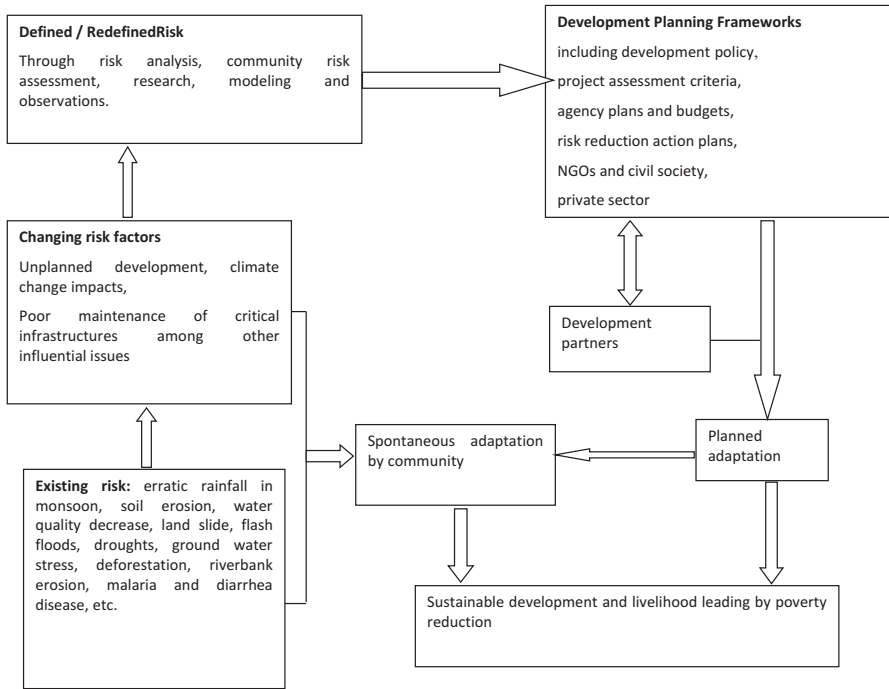 Defined / RedefinedRisk
Through risk analysis, community risk
assessment, research, modeling and
observations.
Development Planning Frameworks
including development policy,
project assessment criteria,
agency plans and budgets,
risk reduction action plans,
NGOs and civil society,
private sector
Changing risk factors
Unplanned development, climate
change impacts,
Poor maintenance of critical
infrastructures among other
influential issues
Development
partners
Spontaneous adaptation
by community
Planned
adaptation
Existing risk: erratic rainfall in
monsoon, soil erosion, water
quality decrease, land slide, flash
floods, droughts, ground water
stress, deforestation, riverbank
erosion, malaria and diarrhea
disease, etc.
Sustainable development and livelihood leading by poverty
reduction